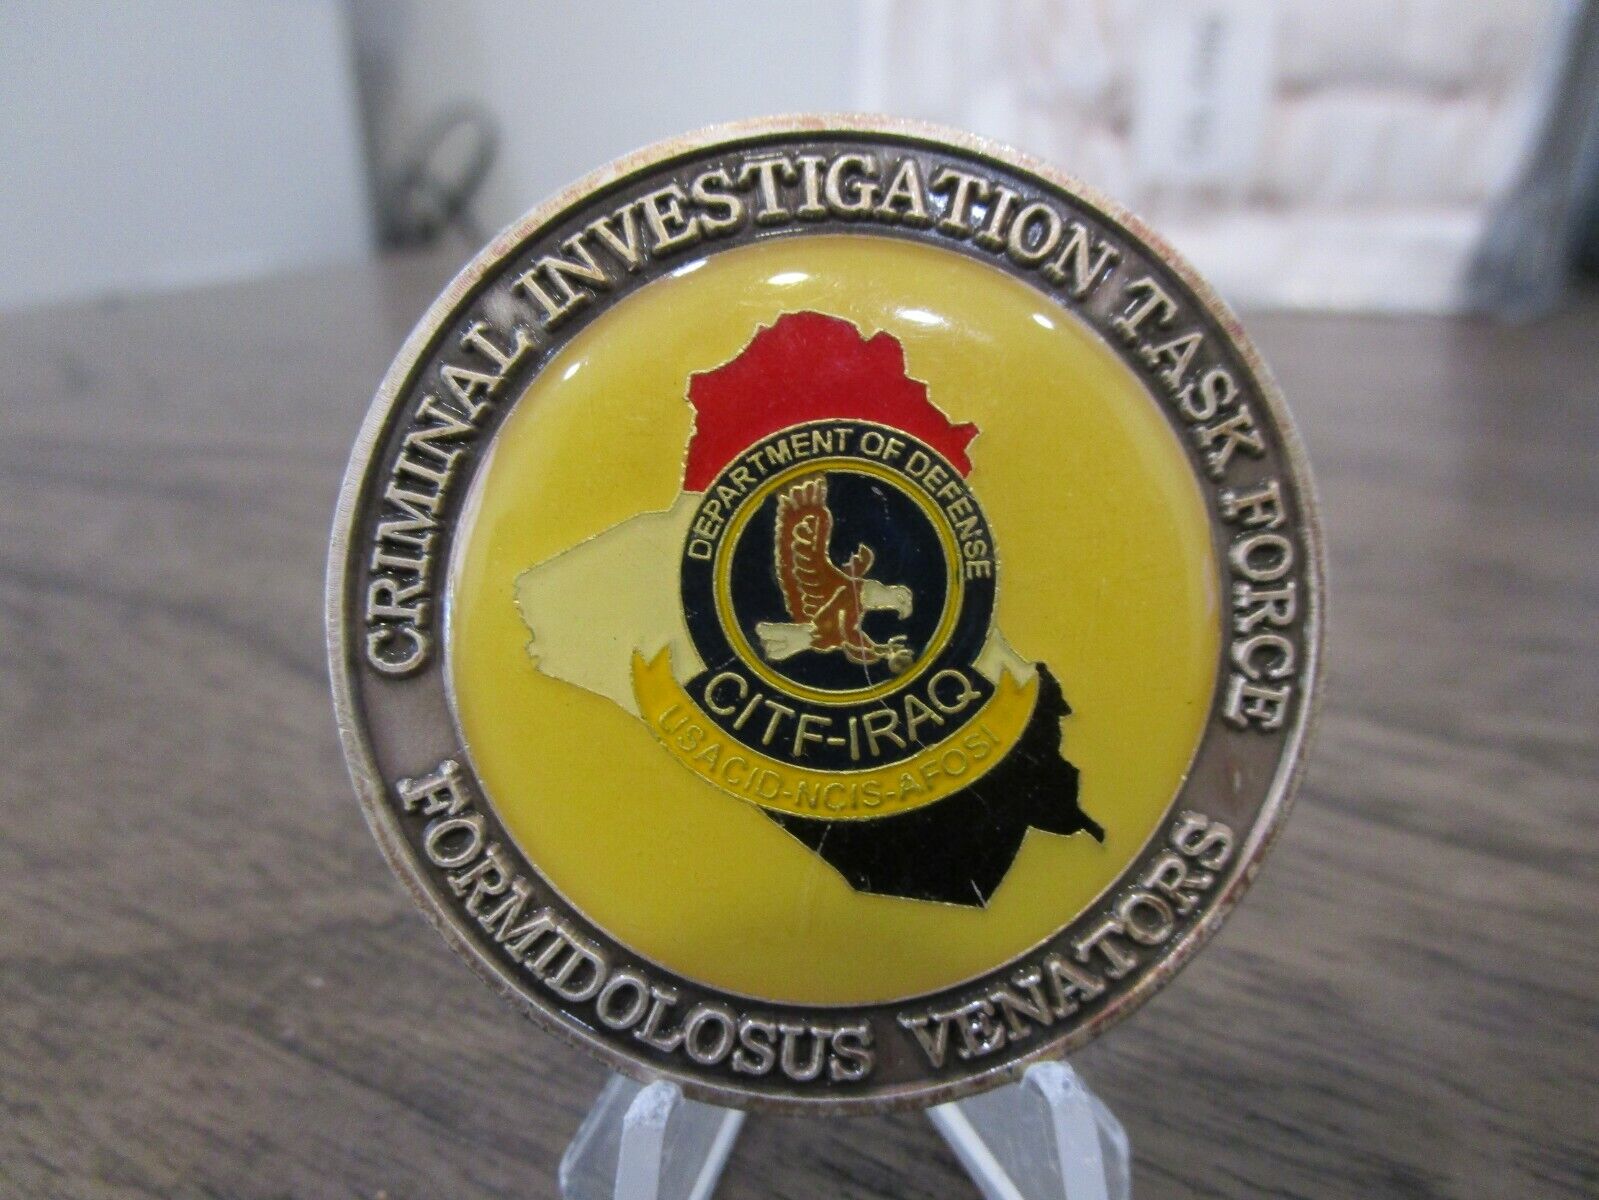 CRIMINAL INVESTIGATION TASK FORCE
DEPARTMENT OF DEFENSE
CITF-IRAQ
USACID-NCIS-AFOSI
FORMIDOLOSUS VENATORS